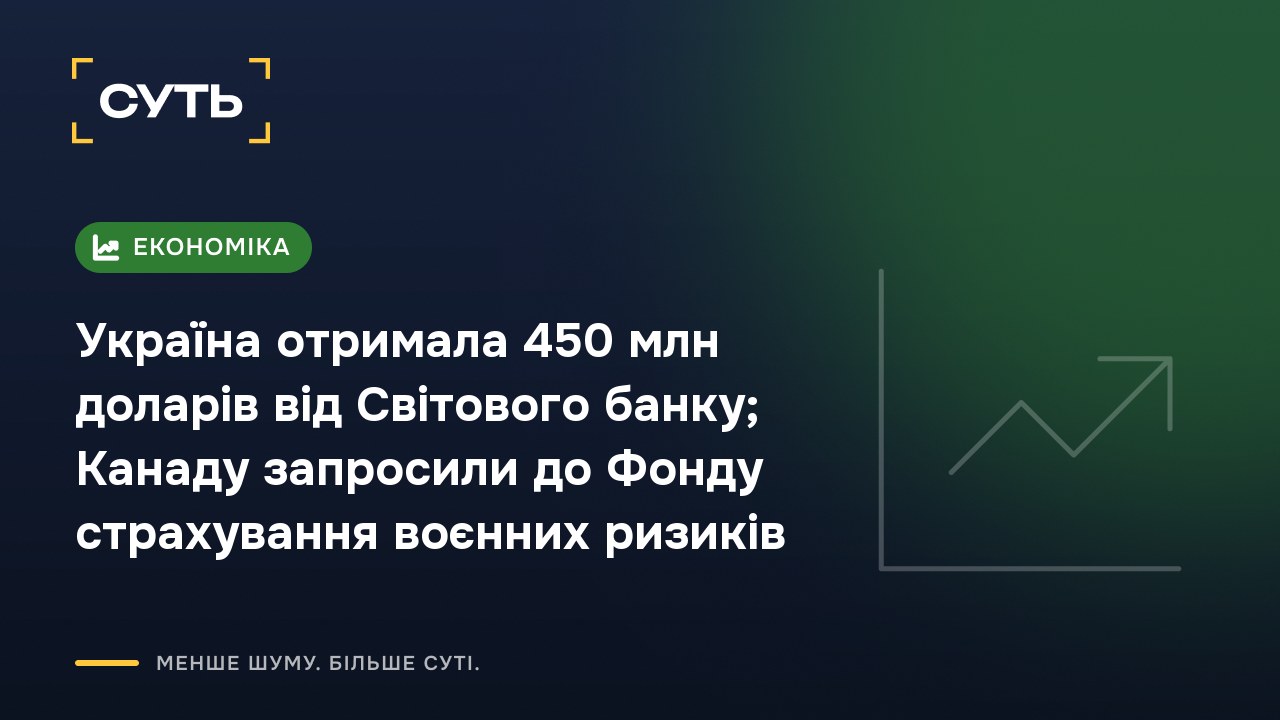 СУТЬ
ЕКОНОМІКА
Україна отримала 450 млн
доларів від Світового банку;
Канаду запросили до Фонду
страхування воєнних ризиків
МЕНШЕ ШУМУ. БІЛЬШЕ СУТІ.